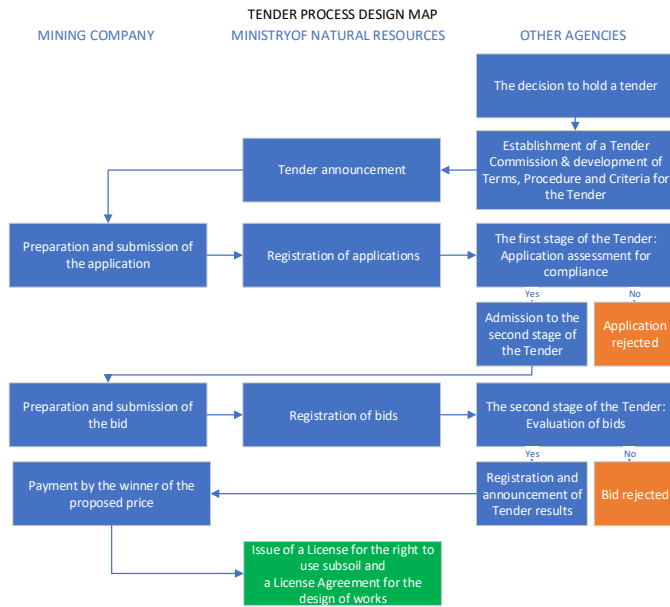 TENDER PROCESS DESIGN MAP
MINING COMPANY
MINISTRYOF NATURAL RESOURCES
OTHER AGENCIES
The decision to hold a tender
Establishment of a Tender
Commission & development of
Terms, Procedure and Criteria for
the Tender
Tender announcement
Preparation and submission of
the application
Registration of applications
The first stage of the Tender:
Application assessment for
compliance
Yes
No
Admission to the
second stage of
the Tender
Application
rejected
Preparation and submission of
the bid
Registration of bids
The second stage of the Tender:
Evaluation of bids
Yes
No
Payment by the winner of the
proposed price
Registration and
announcement of
Tender results
Bid rejected
Issue of a License for the right to
use subsoil and
a License Agreement for the
design of works